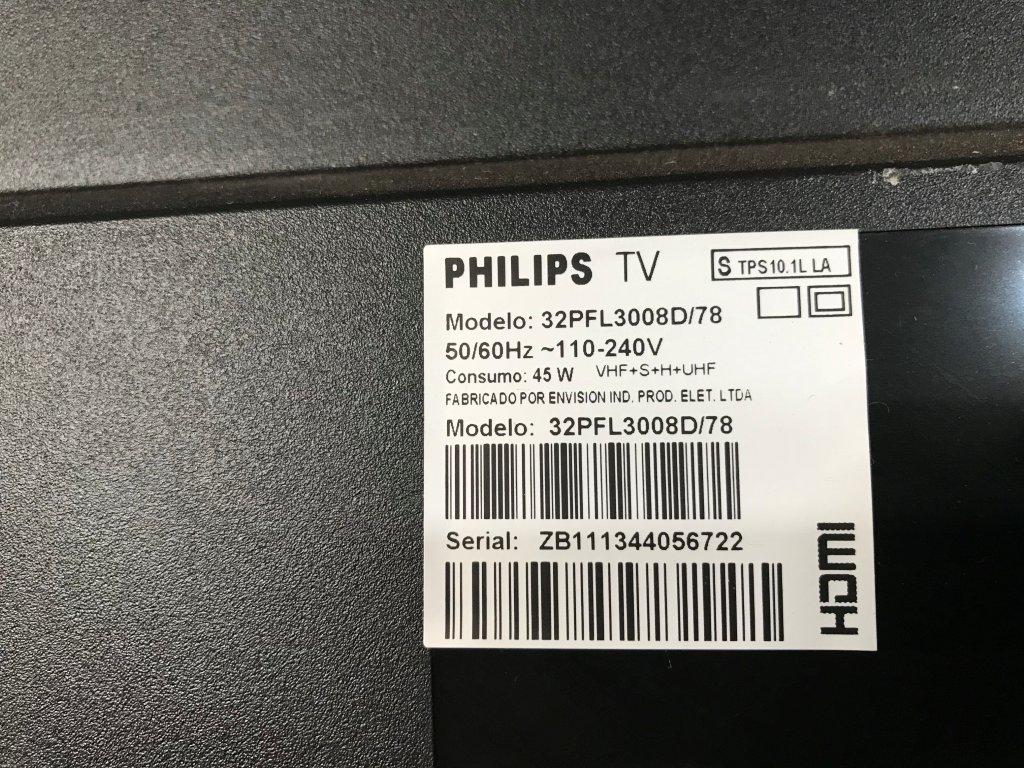 PHILIPS TV
S TPS10.1L LA
Modelo: 32PFL3008D/78
50/60Hz ~110-240V
Consumo: 45 W VHF+S+H+UHF
FABRICADO POR ENVISION IND. PROD. ELET. LTDA
Modelo: 32PFL3008D/78
Serial: ZB111344056722
HDMI